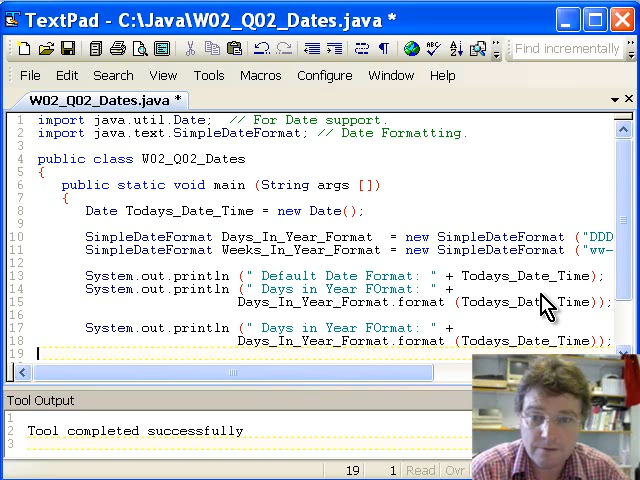 TextPad - C:\Java\W02_Q02_Dates.java *
Find incrementally
File Edit Search View Tools Macros Configure Window Help
W02_Q02_Dates.java *
1 import java.util.Date;  // For Date support.
2 import java.text.SimpleDateFormat; // Date Formatting.
3
4 public class W02_Q02_Dates
5 {
6 public static void main (String args [])
7 {
8 Date Todays_Date_Time = new Date();
9
10 SimpleDateFormat Days_In_Year_Format  = new SimpleDateFormat ("DDD
11 SimpleDateFormat Weeks_In_Year_Format = new SimpleDateFormat ("ww-
12
13 System.out.println (" Default Date Format: " + Todays_Date_Time);
14 System.out.println (" Days in Year FOrmat: " +
15 Days_In_Year_Format.format (Todays_Date_Time));
16
17 System.out.println (" Days in Year FOrmat: " +
18 Days_In_Year_Format.format (Todays_Date_Time));
19
Tool Output
1
2 Tool completed successfully
3
19 1 Read Ovr